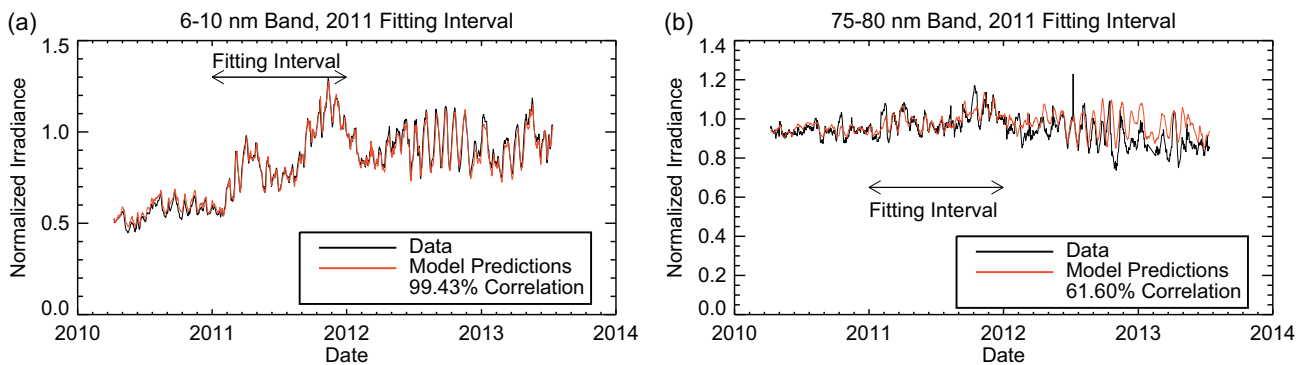 (a)
6-10 nm Band, 2011 Fitting Interval
1.5
1.0
0.5
0.0
Normalized Irradiance
Fitting Interval
Data
Model Predictions
99.43% Correlation
2010
2011
2012
2013
2014
Date
(b)
75-80 nm Band, 2011 Fitting Interval
1.4
1.2
1.0
0.8
0.6
0.4
0.2
0.0
Normalized Irradiance
Fitting Interval
Data
Model Predictions
61.60% Correlation
2010
2011
2012
2013
2014
Date